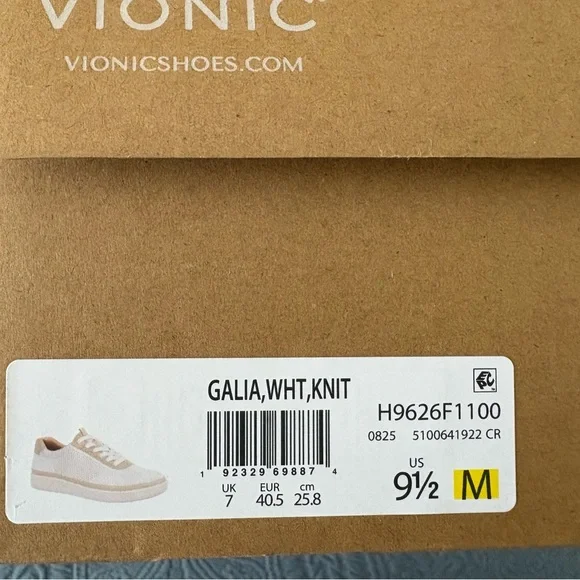 VIONIC
VIONICSHOES.COM
GALIA,WHT,KNIT
H9626F1100
0825 5100641922 CR
1 92329 69887 4
UK EUR cm
7 40.5 25.8
US
9½ M